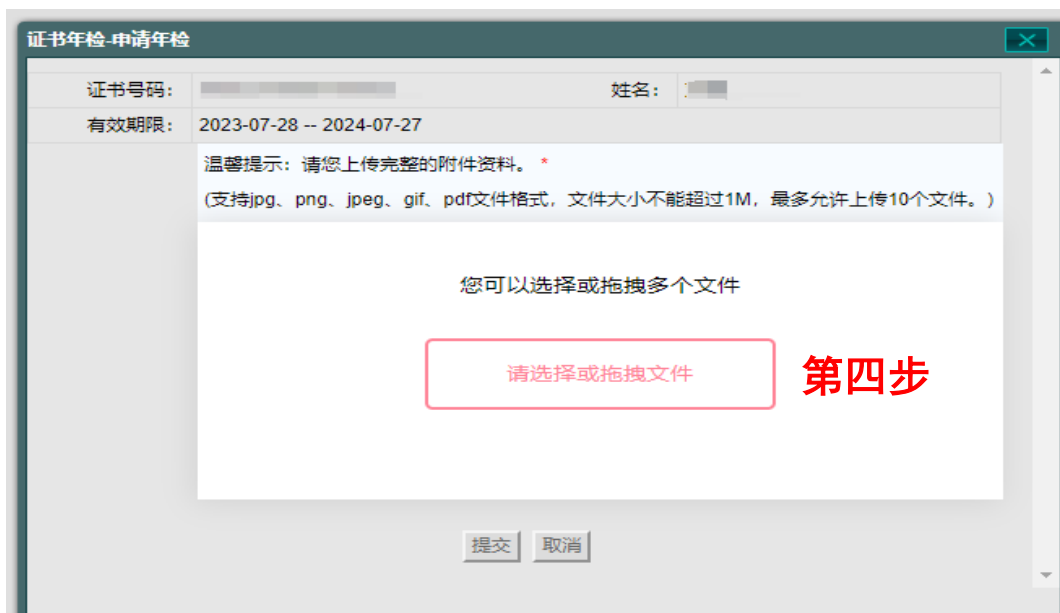 证书年检-申请年检
证书号码： 姓名：
有效期限： 2023-07-28 -- 2024-07-27
温馨提示：请您上传完整的附件资料。 *
(支持jpg、png、jpeg、gif、pdf文件格式，文件大小不能超过1M，最多允许上传10个文件。)
您可以选择或拖拽多个文件
请选择或拖拽文件 第四步
提交 取消